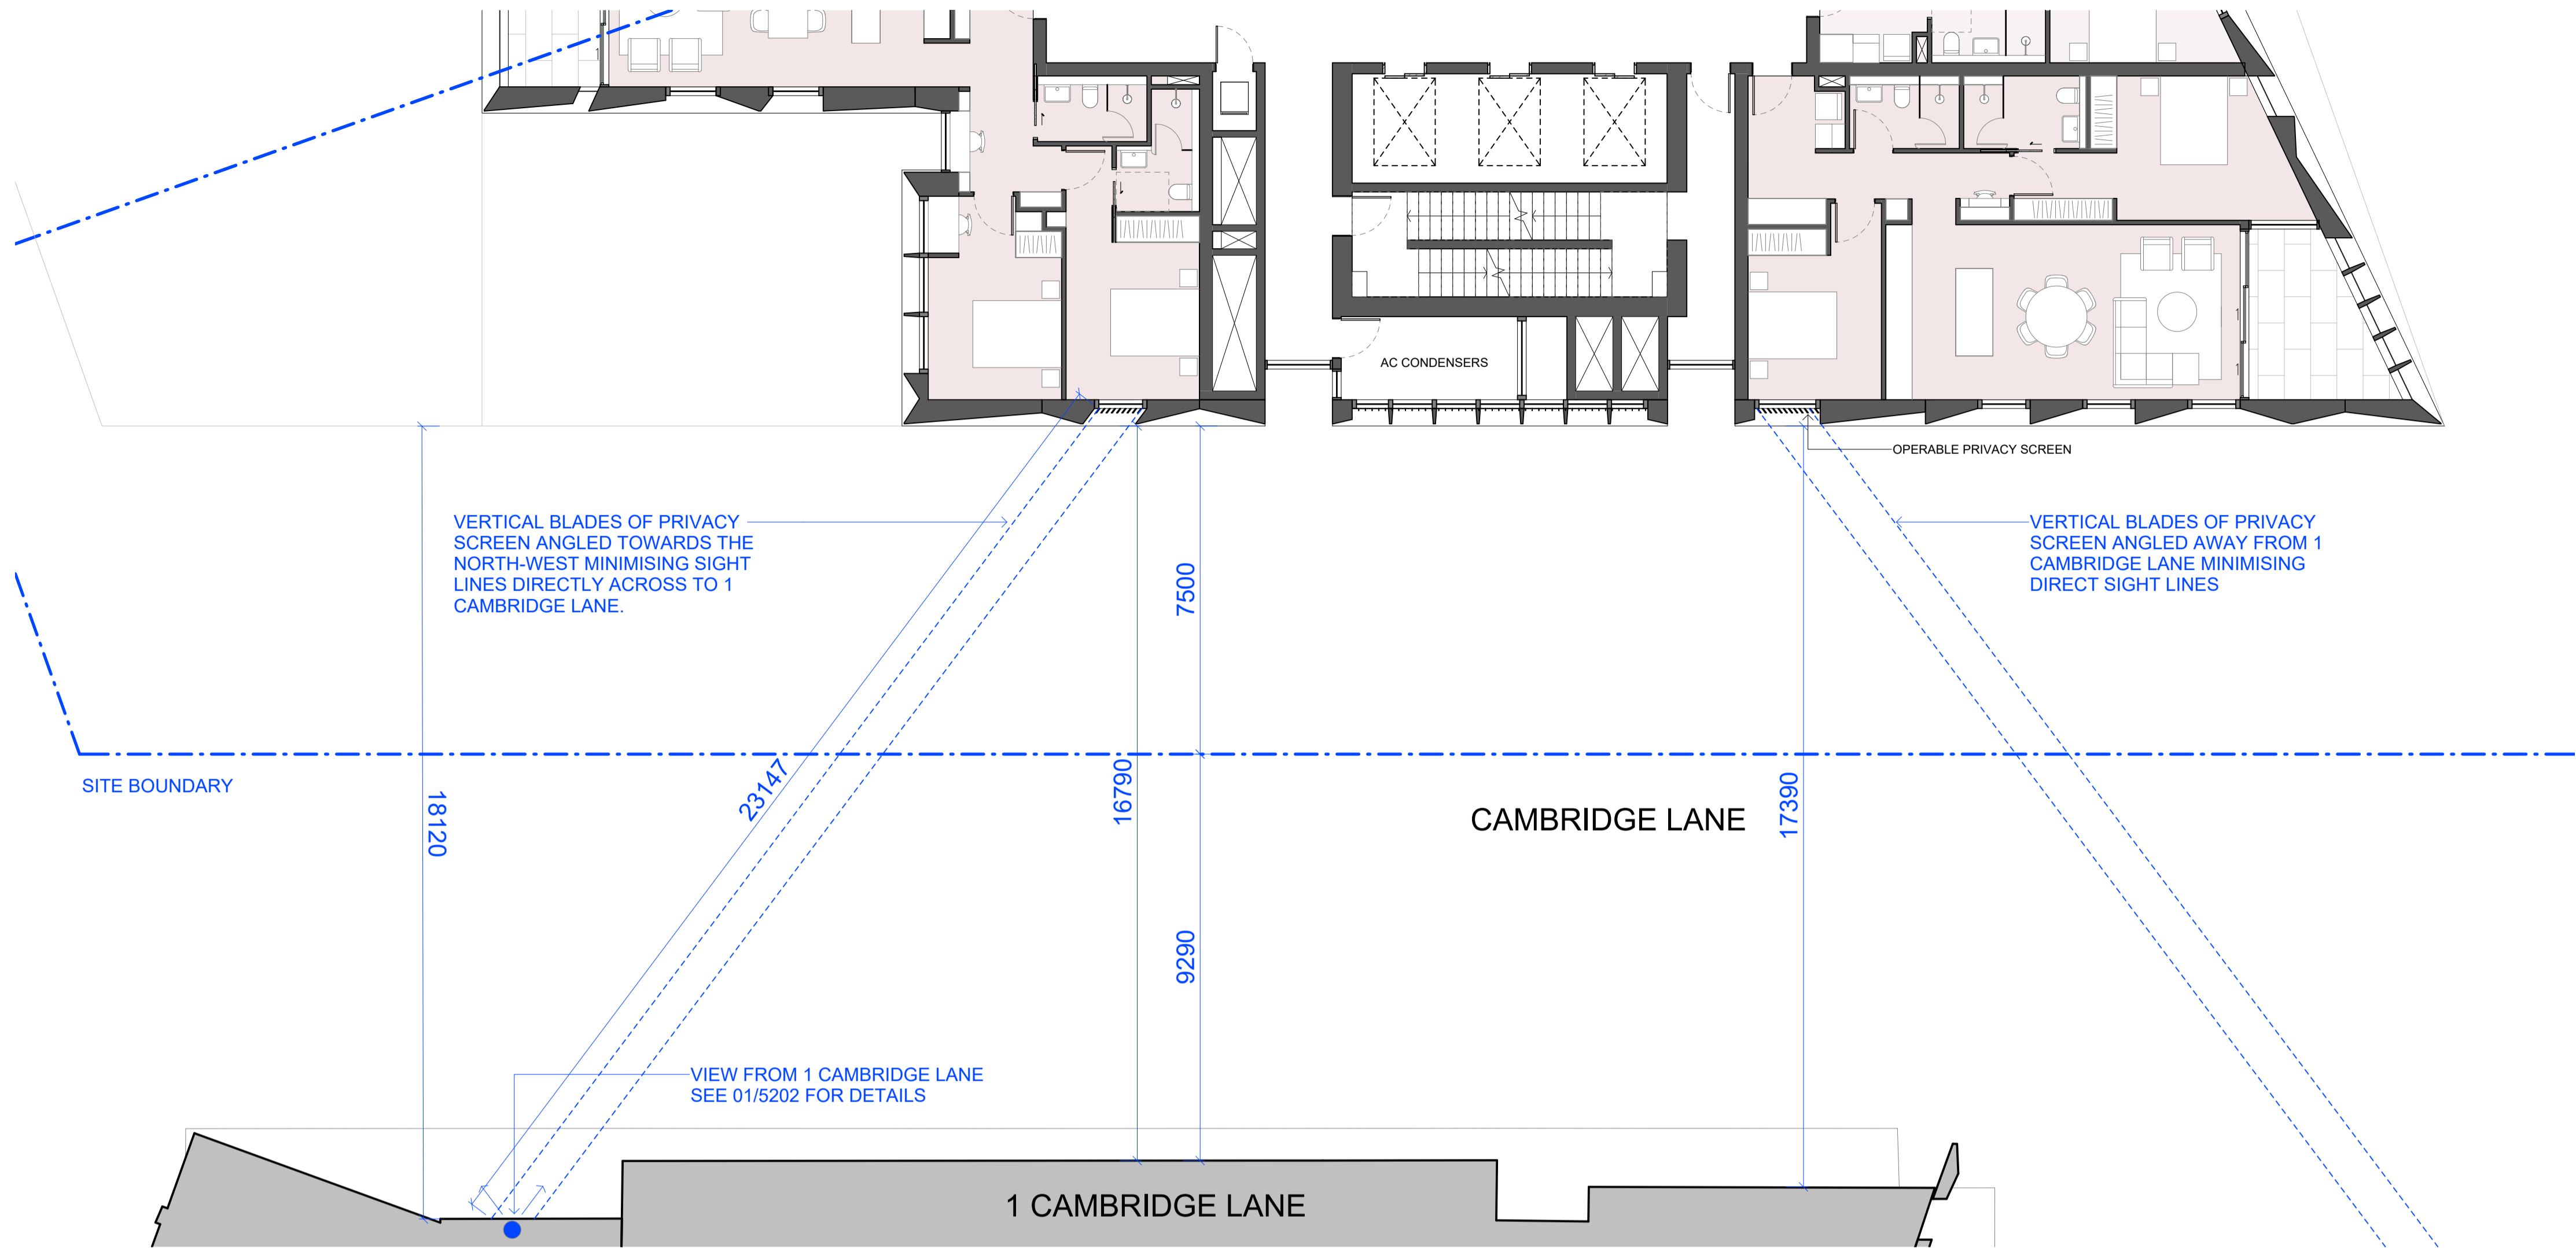 AC CONDENSERS
OPERABLE PRIVACY SCREEN
VERTICAL BLADES OF PRIVACY
SCREEN ANGLED TOWARDS THE
NORTH-WEST MINIMISING SIGHT
LINES DIRECTLY ACROSS TO 1
CAMBRIDGE LANE.
VERTICAL BLADES OF PRIVACY
SCREEN ANGLED AWAY FROM 1
CAMBRIDGE LANE MINIMISING
DIRECT SIGHT LINES
7500
SITE BOUNDARY
18120
23147
16790
CAMBRIDGE LANE
17390
9290
VIEW FROM 1 CAMBRIDGE LANE
SEE 01/5202 FOR DETAILS
1 CAMBRIDGE LANE